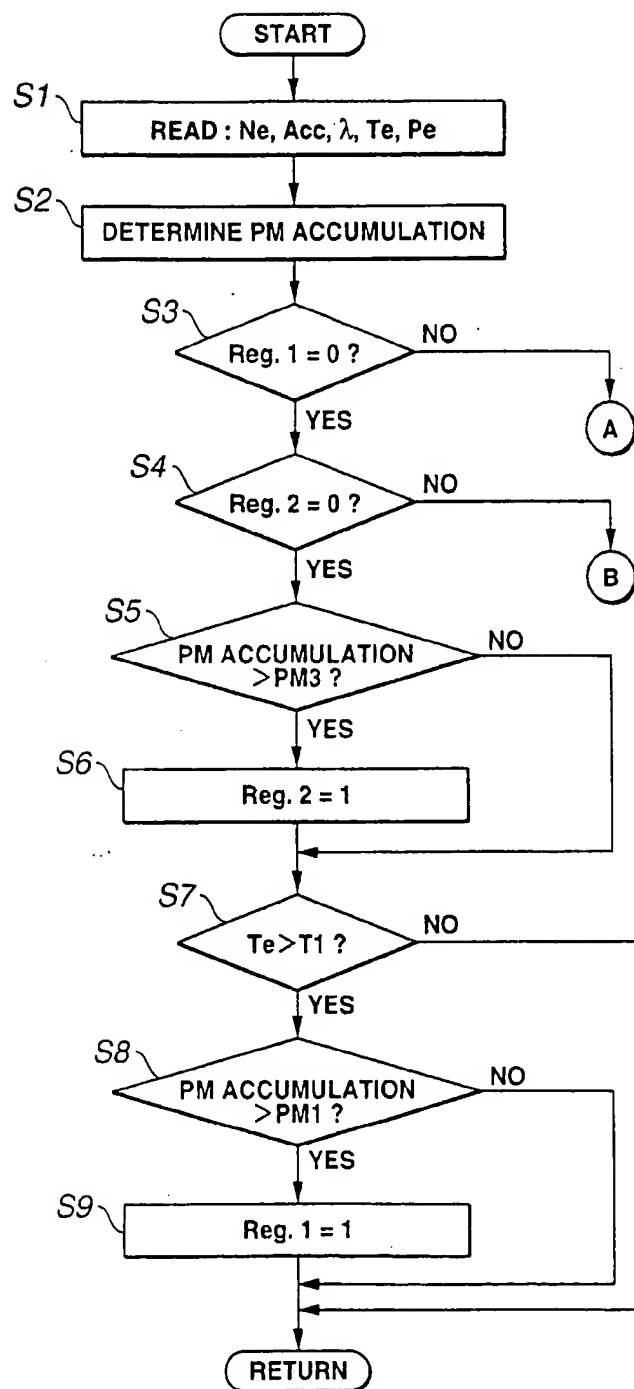 START
S1
READ : Ne, Acc, λ, Te, Pe
S2
DETERMINE PM ACCUMULATION
S3
Reg. 1 = 0 ?
NO
YES
A
S4
Reg. 2 = 0 ?
NO
YES
B
S5
PM ACCUMULATION
>PM3 ?
NO
YES
S6
Reg. 2 = 1
S7
Te>T1 ?
NO
YES
S8
PM ACCUMULATION
>PM1 ?
NO
YES
S9
Reg. 1 = 1
RETURN